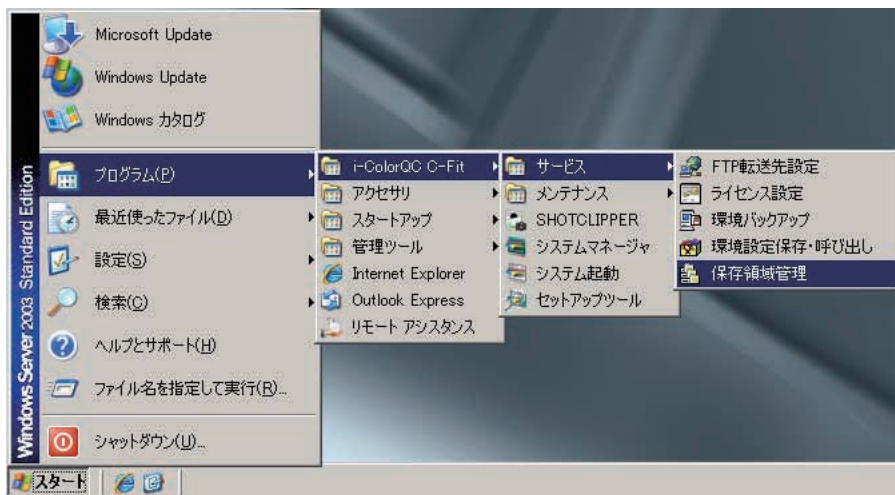 Microsoft Update
Windows Update
Windows カタログ
プログラム(P)
最近使ったファイル(D)
設定(S)
検索(C)
ヘルプとサポート(H)
ファイル名を指定して実行(R)...
シャットダウン(U)...
Windows Server 2003 Standard Edition
スタート
i-ColorQC C-Fit
アクセサリ
スタートアップ
管理ツール
Internet Explorer
Outlook Express
リモート アシスタンス
サービス
メンテナンス
SHOTCLIPPER
システムマネージャ
システム起動
セットアップツール
FTP転送先設定
ライセンス設定
環境バックアップ
環境設定保存・呼び出し
保存領域管理